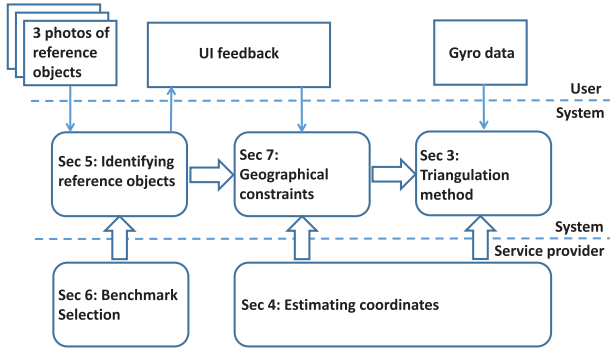 3 photos of
reference
objects
UI feedback
Gyro data
User
System
Sec 5: Identifying
reference objects
Sec 7:
Geographical
constraints
Sec 3:
Triangulation
method
System
Service provider
Sec 6: Benchmark
Selection
Sec 4: Estimating coordinates